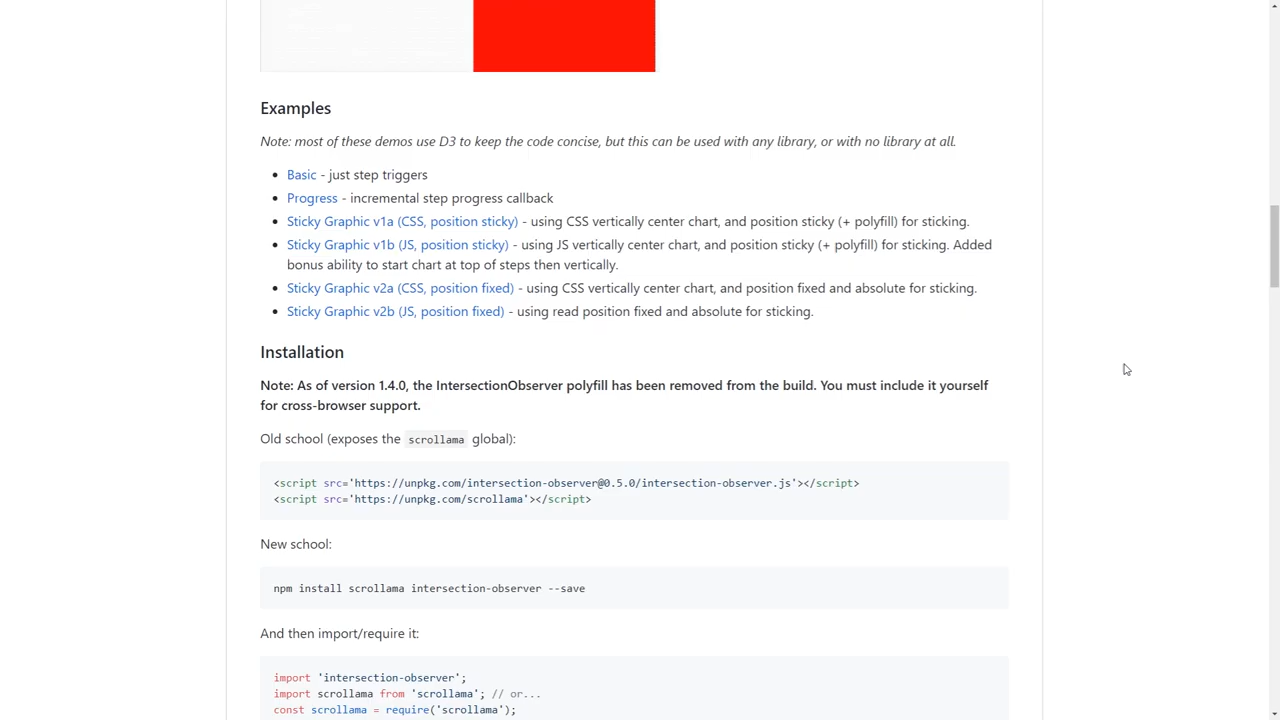 Examples
Note: most of these demos use D3 to keep the code concise, but this can be used with any library, or with no library at all.
Basic - just step triggers
Progress - incremental step progress callback
Sticky Graphic v1a (CSS, position sticky) - using CSS vertically center chart, and position sticky (+ polyfill) for sticking.
Sticky Graphic v1b (JS, position sticky) - using JS vertically center chart, and position sticky (+ polyfill) for sticking. Added
bonus ability to start chart at top of steps then vertically.
Sticky Graphic v2a (CSS, position fixed) - using CSS vertically center chart, and position fixed and absolute for sticking.
Sticky Graphic v2b (JS, position fixed) - using read position fixed and absolute for sticking.
Installation
Note: As of version 1.4.0, the IntersectionObserver polyfill has been removed from the build. You must include it yourself
for cross-browser support.
Old school (exposes the scrollama global):
<script src='https://unpkg.com/intersection-observer@0.5.0/intersection-observer.js'></script>
<script src='https://unpkg.com/scrollama'></script>
New school:
npm install scrollama intersection-observer --save
And then import/require it:
import 'intersection-observer';
import scrollama from 'scrollama'; // or...
const scrollama = require('scrollama');